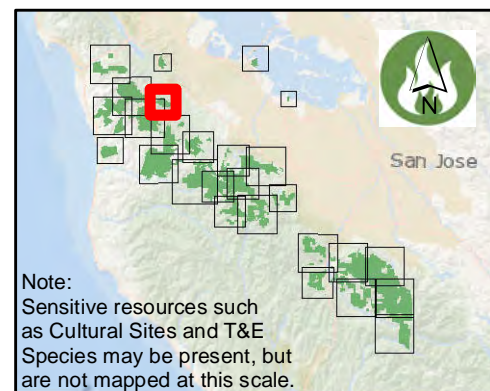 N
San Jose
Note:
Sensitive resources such
as Cultural Sites and T&E
Species may be present, but
are not mapped at this scale.